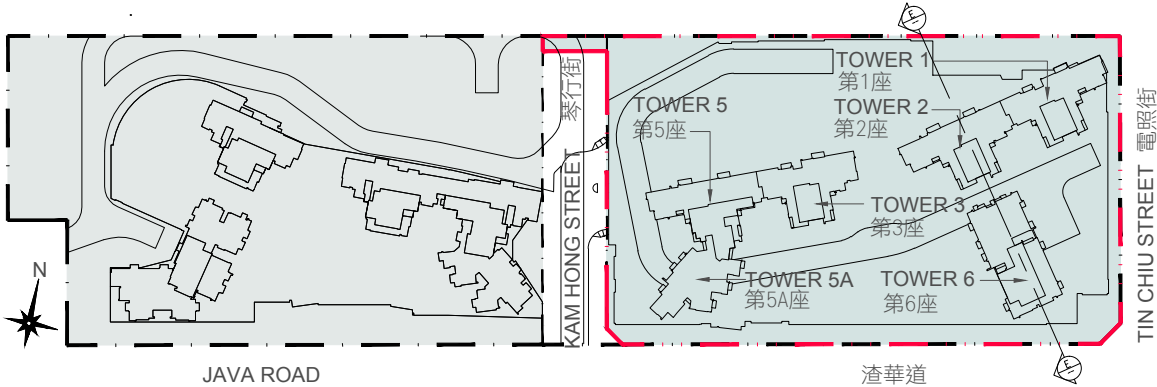 F
TOWER 1
第1座
TOWER 2
第2座
TOWER 5
第5座
TOWER 3
第3座
TOWER 5A
第5A座
TOWER 6
第6座
琴行街
KAM HONG STREET
電照街
TIN CHIU STREET
N
F
JAVA ROAD
渣華道